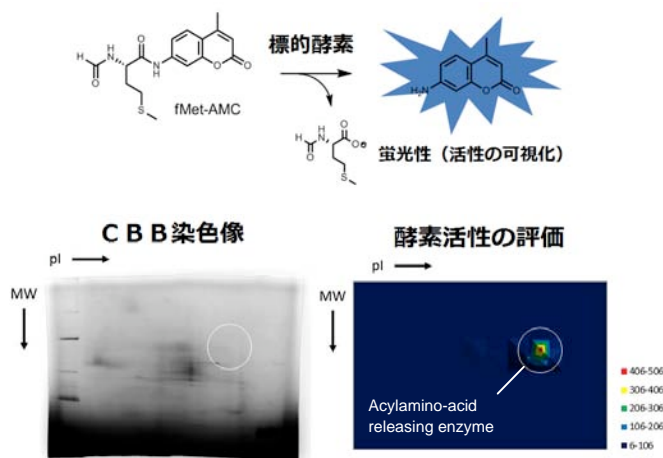 標的酵素
fMet-AMC
蛍光性（活性の可視化）
H
N
O
O
N
H
O
O
S
H₂N
O
O
H
N
O
O
O⊖
S
ＣＢＢ染色像
pI
MW
酵素活性の評価
pI
MW
Acylamino-acid
releasing enzyme
406-506
306-406
206-306
106-206
6-106